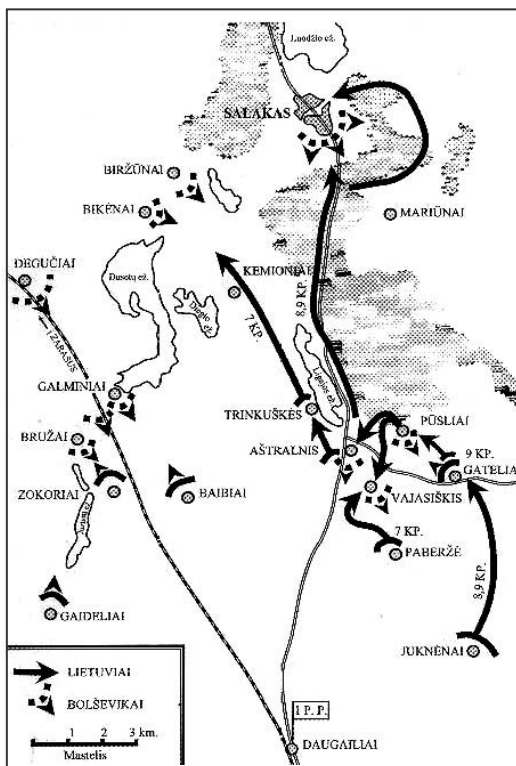 Luodžio ež.
SALAKAS
BIRŽŪNAI
BIKĖNAI
MARIŪNAI
DEGUČIAI
Dusetų ež.
KEMIONIAI
8,9 KP.
7 KP.
Į ZARASUS
GALMINIAI
TRINKUŠKĖS
PŪSLIAI
BRUŽAI
AŠTRALNIS
9 KP.
GATELIAI
ZOKORIAI
BAIBIAI
VAJASIŠKIS
7 KP.
PABERŽĖ
8,9 KP.
GAIDELIAI
JUKNĖNAI
LIETUVIAI
BOLŠEVIKAI
1 2 3 km.
Mastelis
1 P. P.
DAUGAILIAI